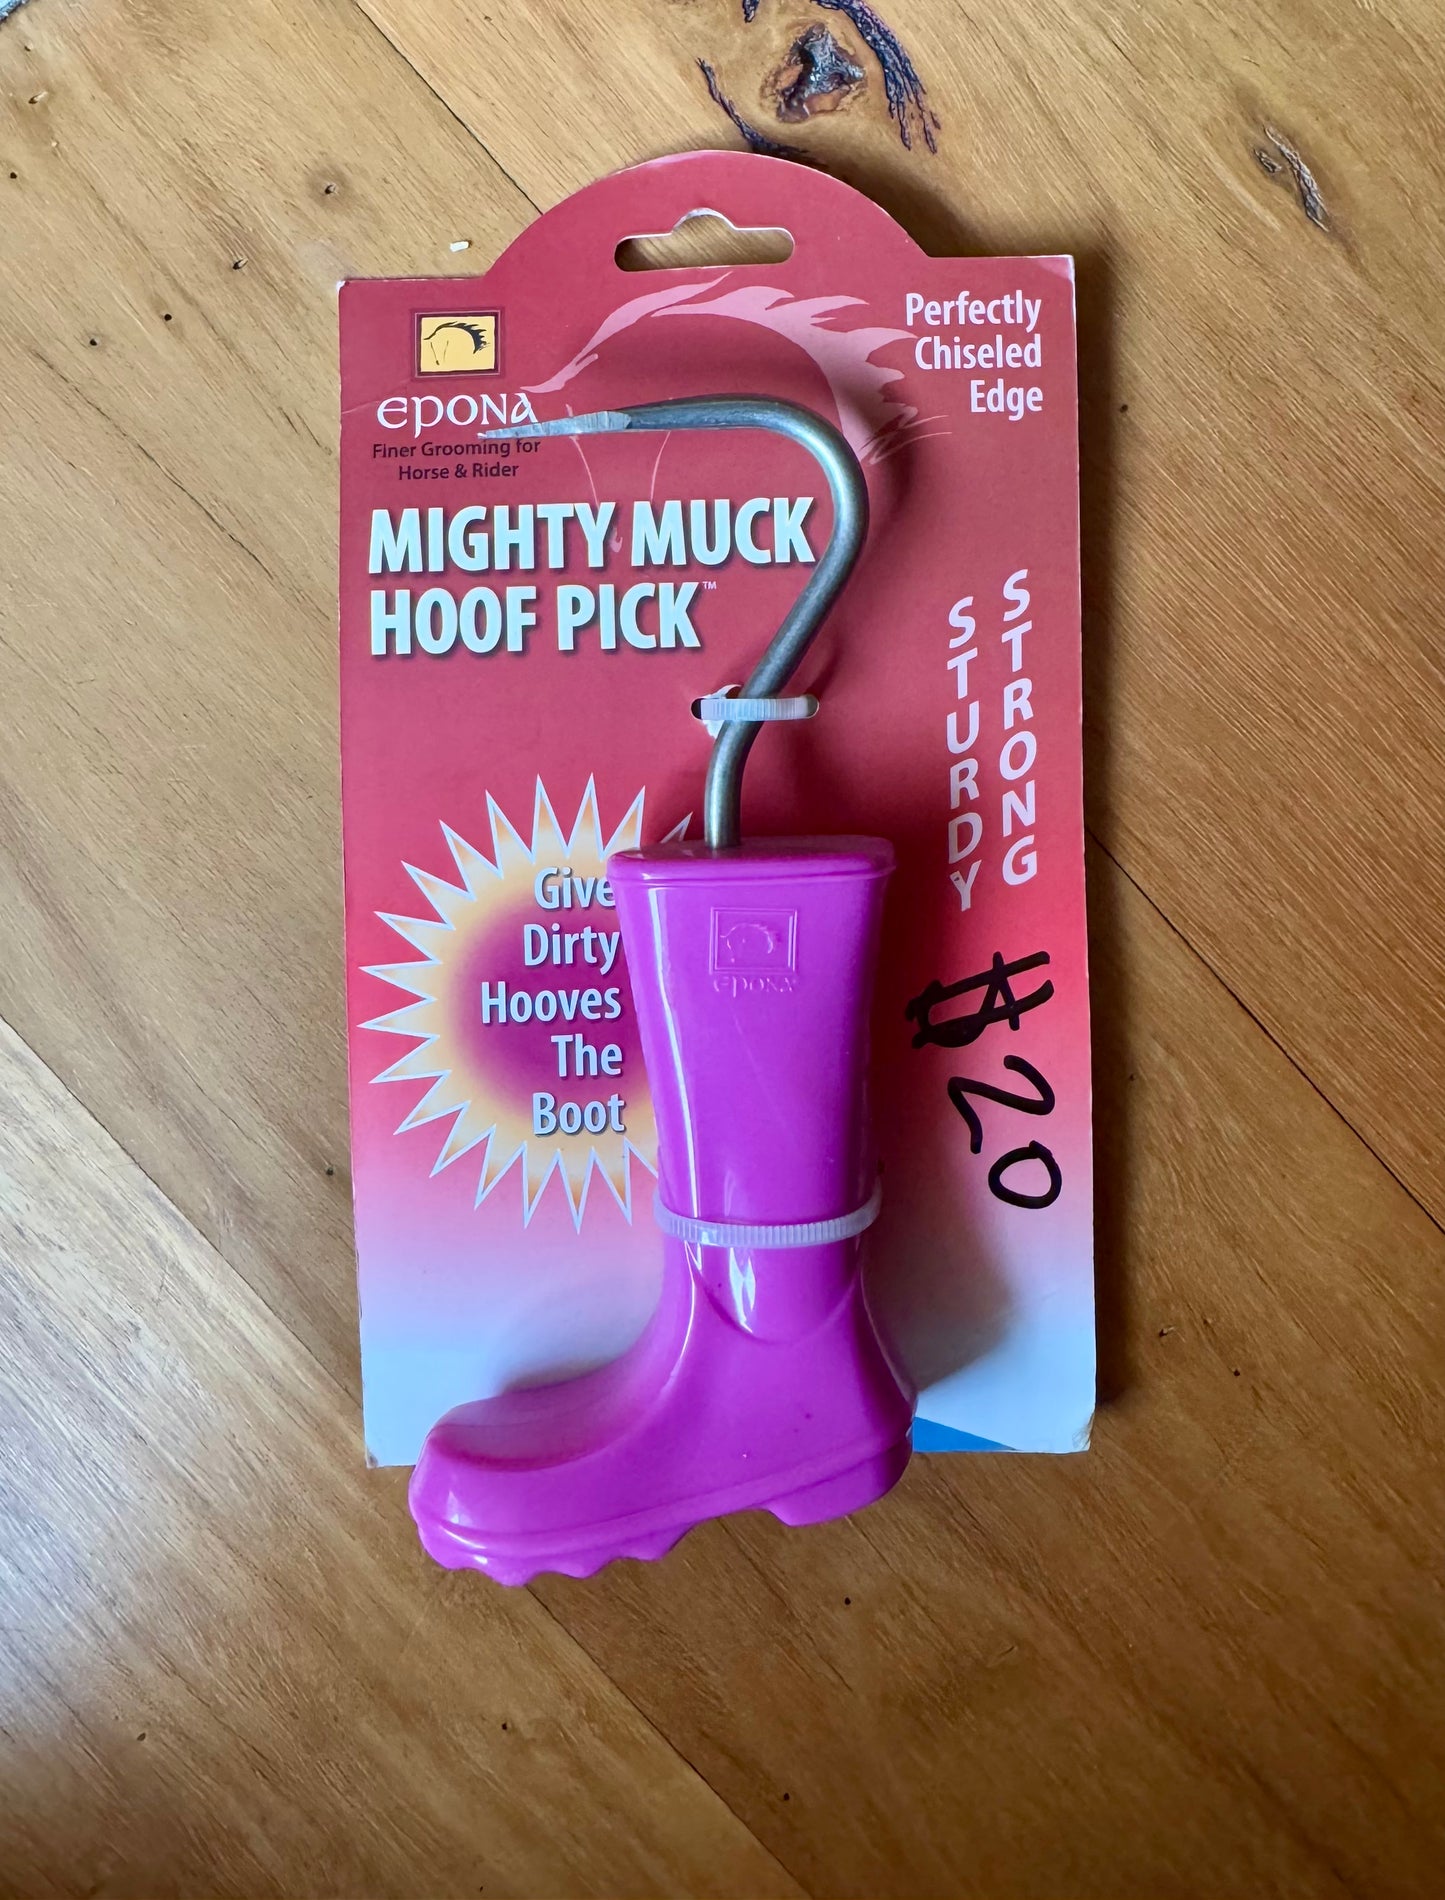 Perfectly
Chiseled
Edge
EPONA
Finer Grooming for
Horse & Rider
MIGHTY MUCK
HOOF PICK™
STURDY
STRONG
Give
Dirty
Hooves
The
Boot
EPONA
$20